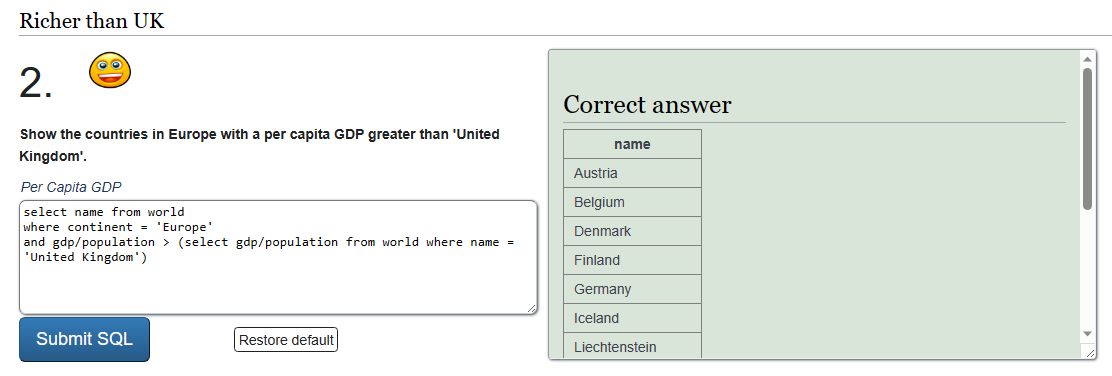 Richer than UK
2.
Show the countries in Europe with a per capita GDP greater than 'United
Kingdom'.
Per Capita GDP
select name from world
where continent = 'Europe'
and gdp/population > (select gdp/population from world where name =
'United Kingdom')
Submit SQL
Restore default
Correct answer
name
Austria
Belgium
Denmark
Finland
Germany
Iceland
Liechtenstein